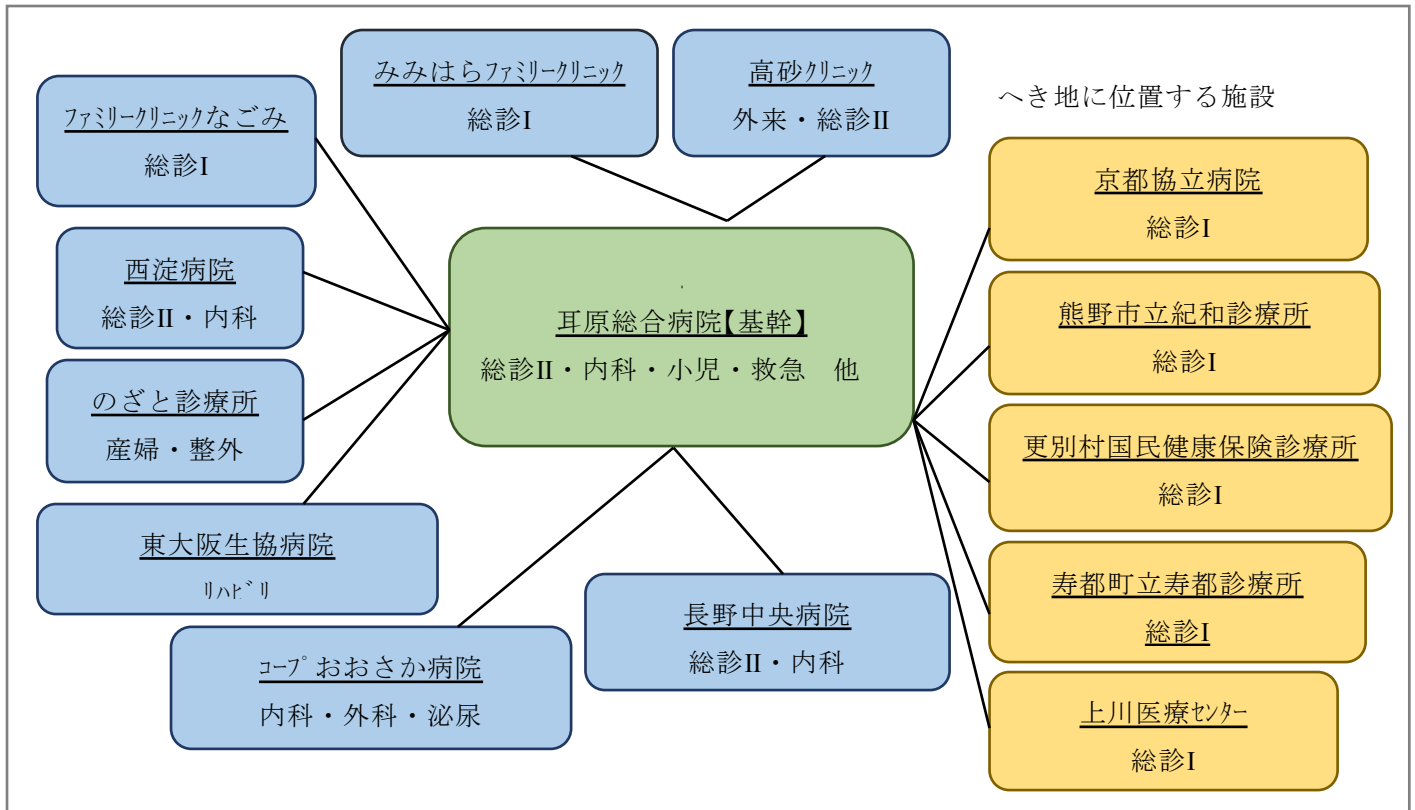 みみはらファミリークリニック
総診I
高砂クリニック
外来・総診II
ファミリークリニックなごみ
総診I
へき地に位置する施設
京都協立病院
総診I
西淀病院
総診II・内科
耳原総合病院【基幹】
総診II・内科・小児・救急　他
熊野市立紀和診療所
総診I
のざと診療所
産婦・整外
更別村国民健康保険診療所
総診I
東大阪生協病院
リハビリ
寿都町立寿都診療所
総診I
長野中央病院
総診II・内科
コープおおさか病院
内科・外科・泌尿
上川医療センター
総診I